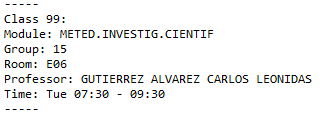 -----
Class 99:
Module: METED.INVESTIG.CIENTIF
Group: 15
Room: E06
Professor: GUTIERREZ ALVAREZ CARLOS LEONIDAS
Time: Tue 07:30 - 09:30
-----